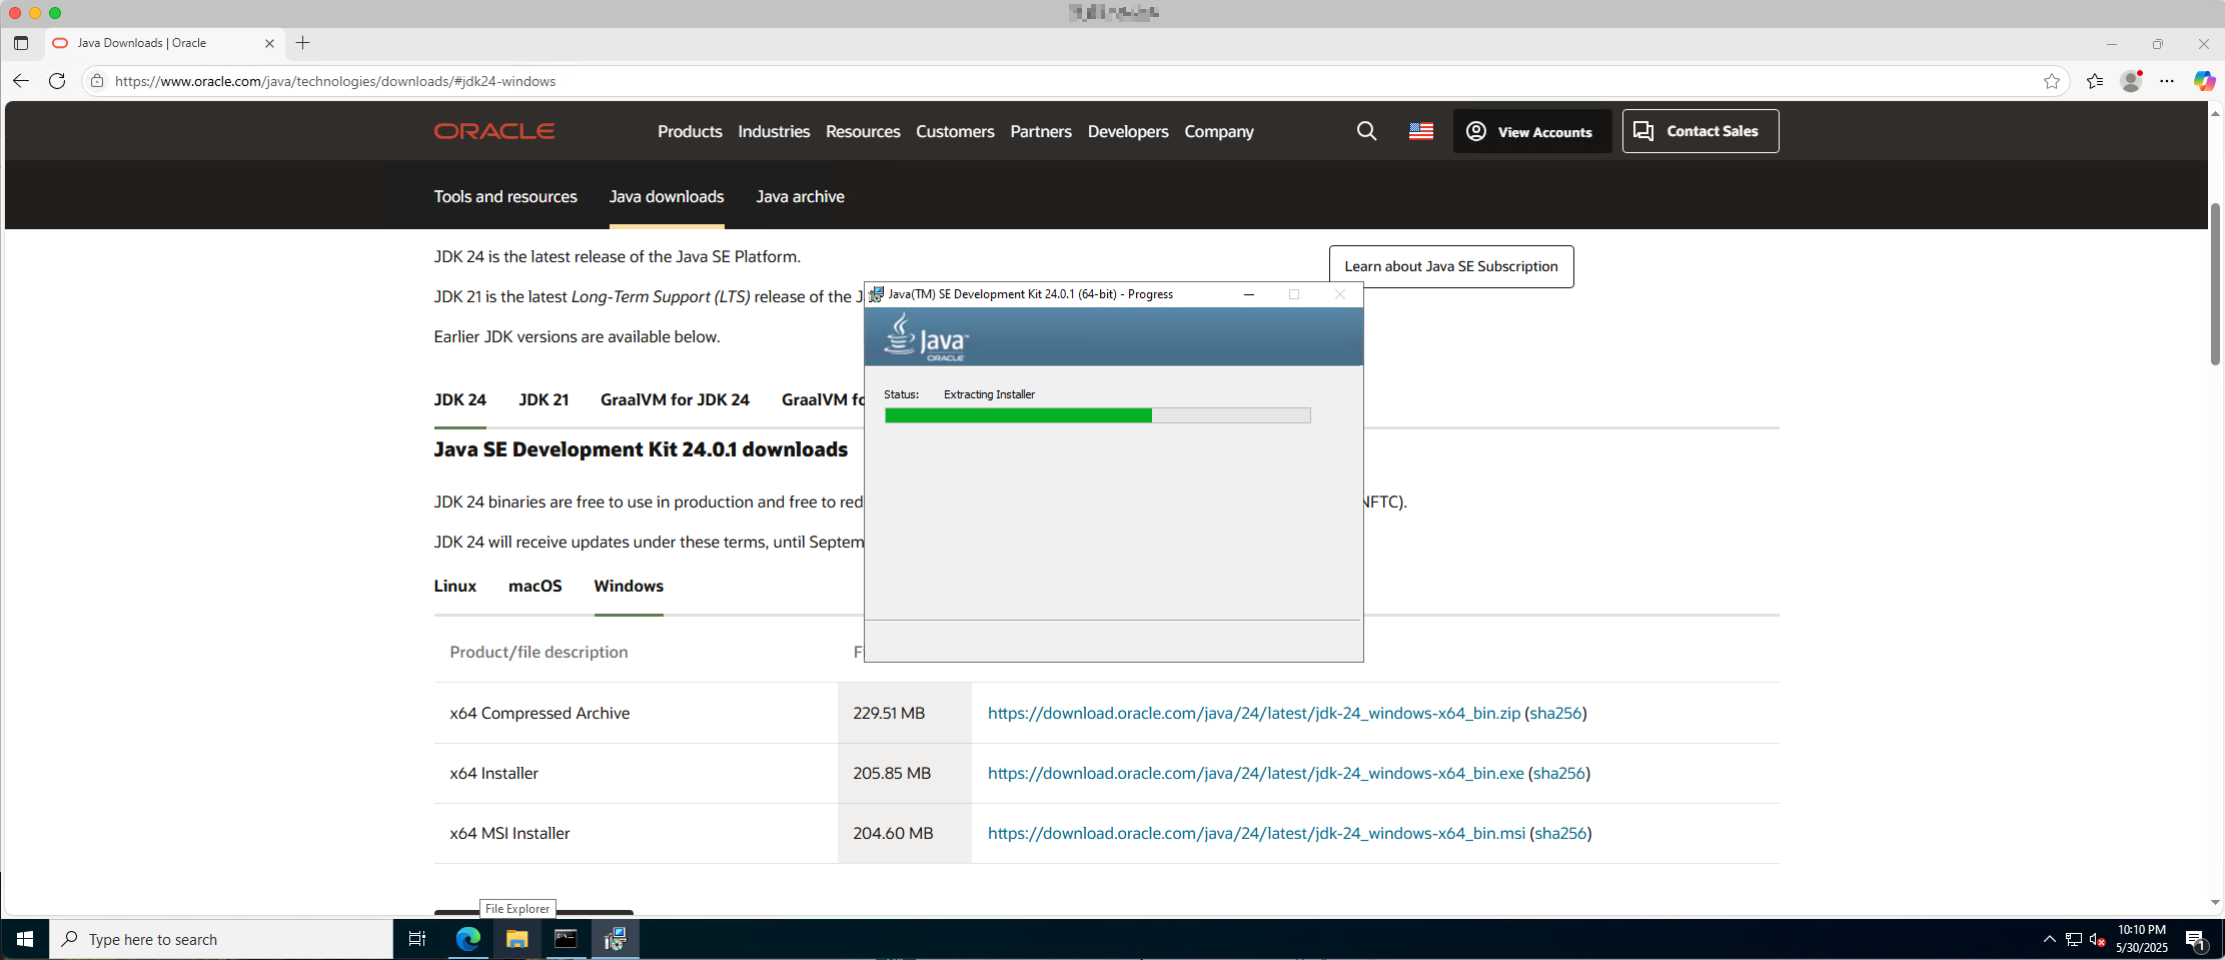 Java Downloads | Oracle
https://www.oracle.com/java/technologies/downloads/#jdk24-windows
ORACLE
Products Industries Resources Customers Partners Developers Company
View Accounts
Contact Sales
Tools and resources Java downloads Java archive
JDK 24 is the latest release of the Java SE Platform.
Learn about Java SE Subscription
JDK 21 is the latest Long-Term Support (LTS) release of the J
Earlier JDK versions are available below.
Java(TM) SE Development Kit 24.0.1 (64-bit) - Progress
Java™
ORACLE
Status: Extracting Installer
JDK 24 JDK 21 GraalVM for JDK 24 GraalVM fo
Java SE Development Kit 24.0.1 downloads
JDK 24 binaries are free to use in production and free to red
NFTC).
JDK 24 will receive updates under these terms, until Septem
Linux macOS Windows
Product/file description F
x64 Compressed Archive 229.51 MB https://download.oracle.com/java/24/latest/jdk-24_windows-x64_bin.zip (sha256)
x64 Installer 205.85 MB https://download.oracle.com/java/24/latest/jdk-24_windows-x64_bin.exe (sha256)
x64 MSI Installer 204.60 MB https://download.oracle.com/java/24/latest/jdk-24_windows-x64_bin.msi (sha256)
File Explorer
Type here to search
10:10 PM
5/30/2025
1